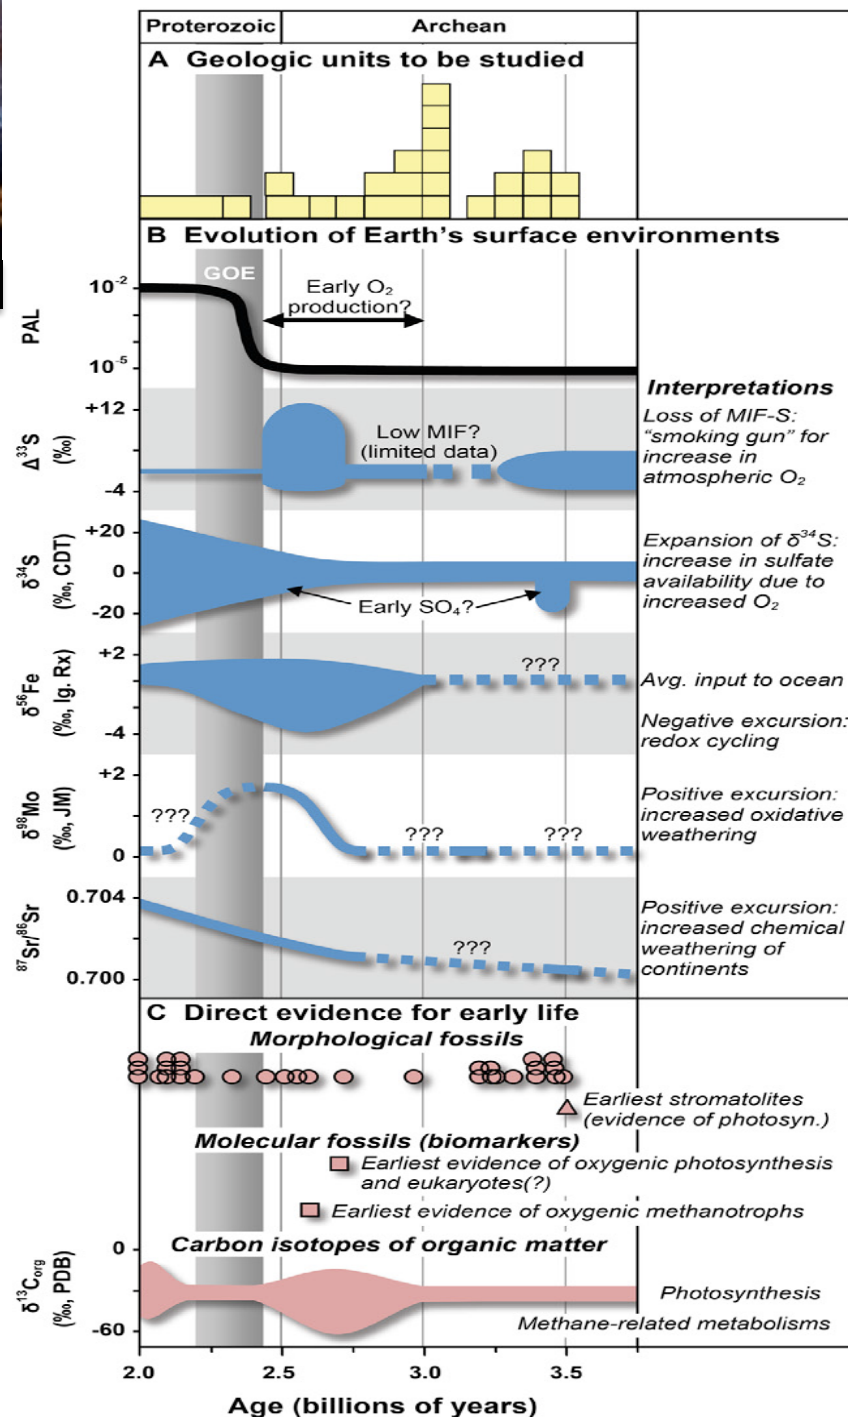 Proterozoic Archean
A Geologic units to be studied
B Evolution of Earth's surface environments
GOE
10-2
Early O2
production?
PAL
10-5
Interpretations
+12
Δ33S
(‰)
Low MIF?
(limited data)
-4
Loss of MIF-S:
"smoking gun" for
increase in
atmospheric O2
+20
δ34S
(‰, CDT)
0
-20
Early SO4?
Expansion of δ34S:
increase in sulfate
availability due to
increased O2
+2
δ56Fe
(‰, Ig. Rx)
???
-4
Avg. input to ocean
Negative excursion:
redox cycling
+2
δ98Mo
(‰, JM)
???
???
???
0
Positive excursion:
increased oxidative
weathering
0.704
87Sr/86Sr
???
0.700
Positive excursion:
increased chemical
weathering of
continents
C Direct evidence for early life
Morphological fossils
Earliest stromatolites
(evidence of photosyn.)
Molecular fossils (biomarkers)
Earliest evidence of oxygenic photosynthesis
and eukaryotes(?)
Earliest evidence of oxygenic methanotrophs
Carbon isotopes of organic matter
0
δ13Corg
(‰, PDB)
-60
Photosynthesis
Methane-related metabolisms
2.0 2.5 3.0 3.5
Age (billions of years)